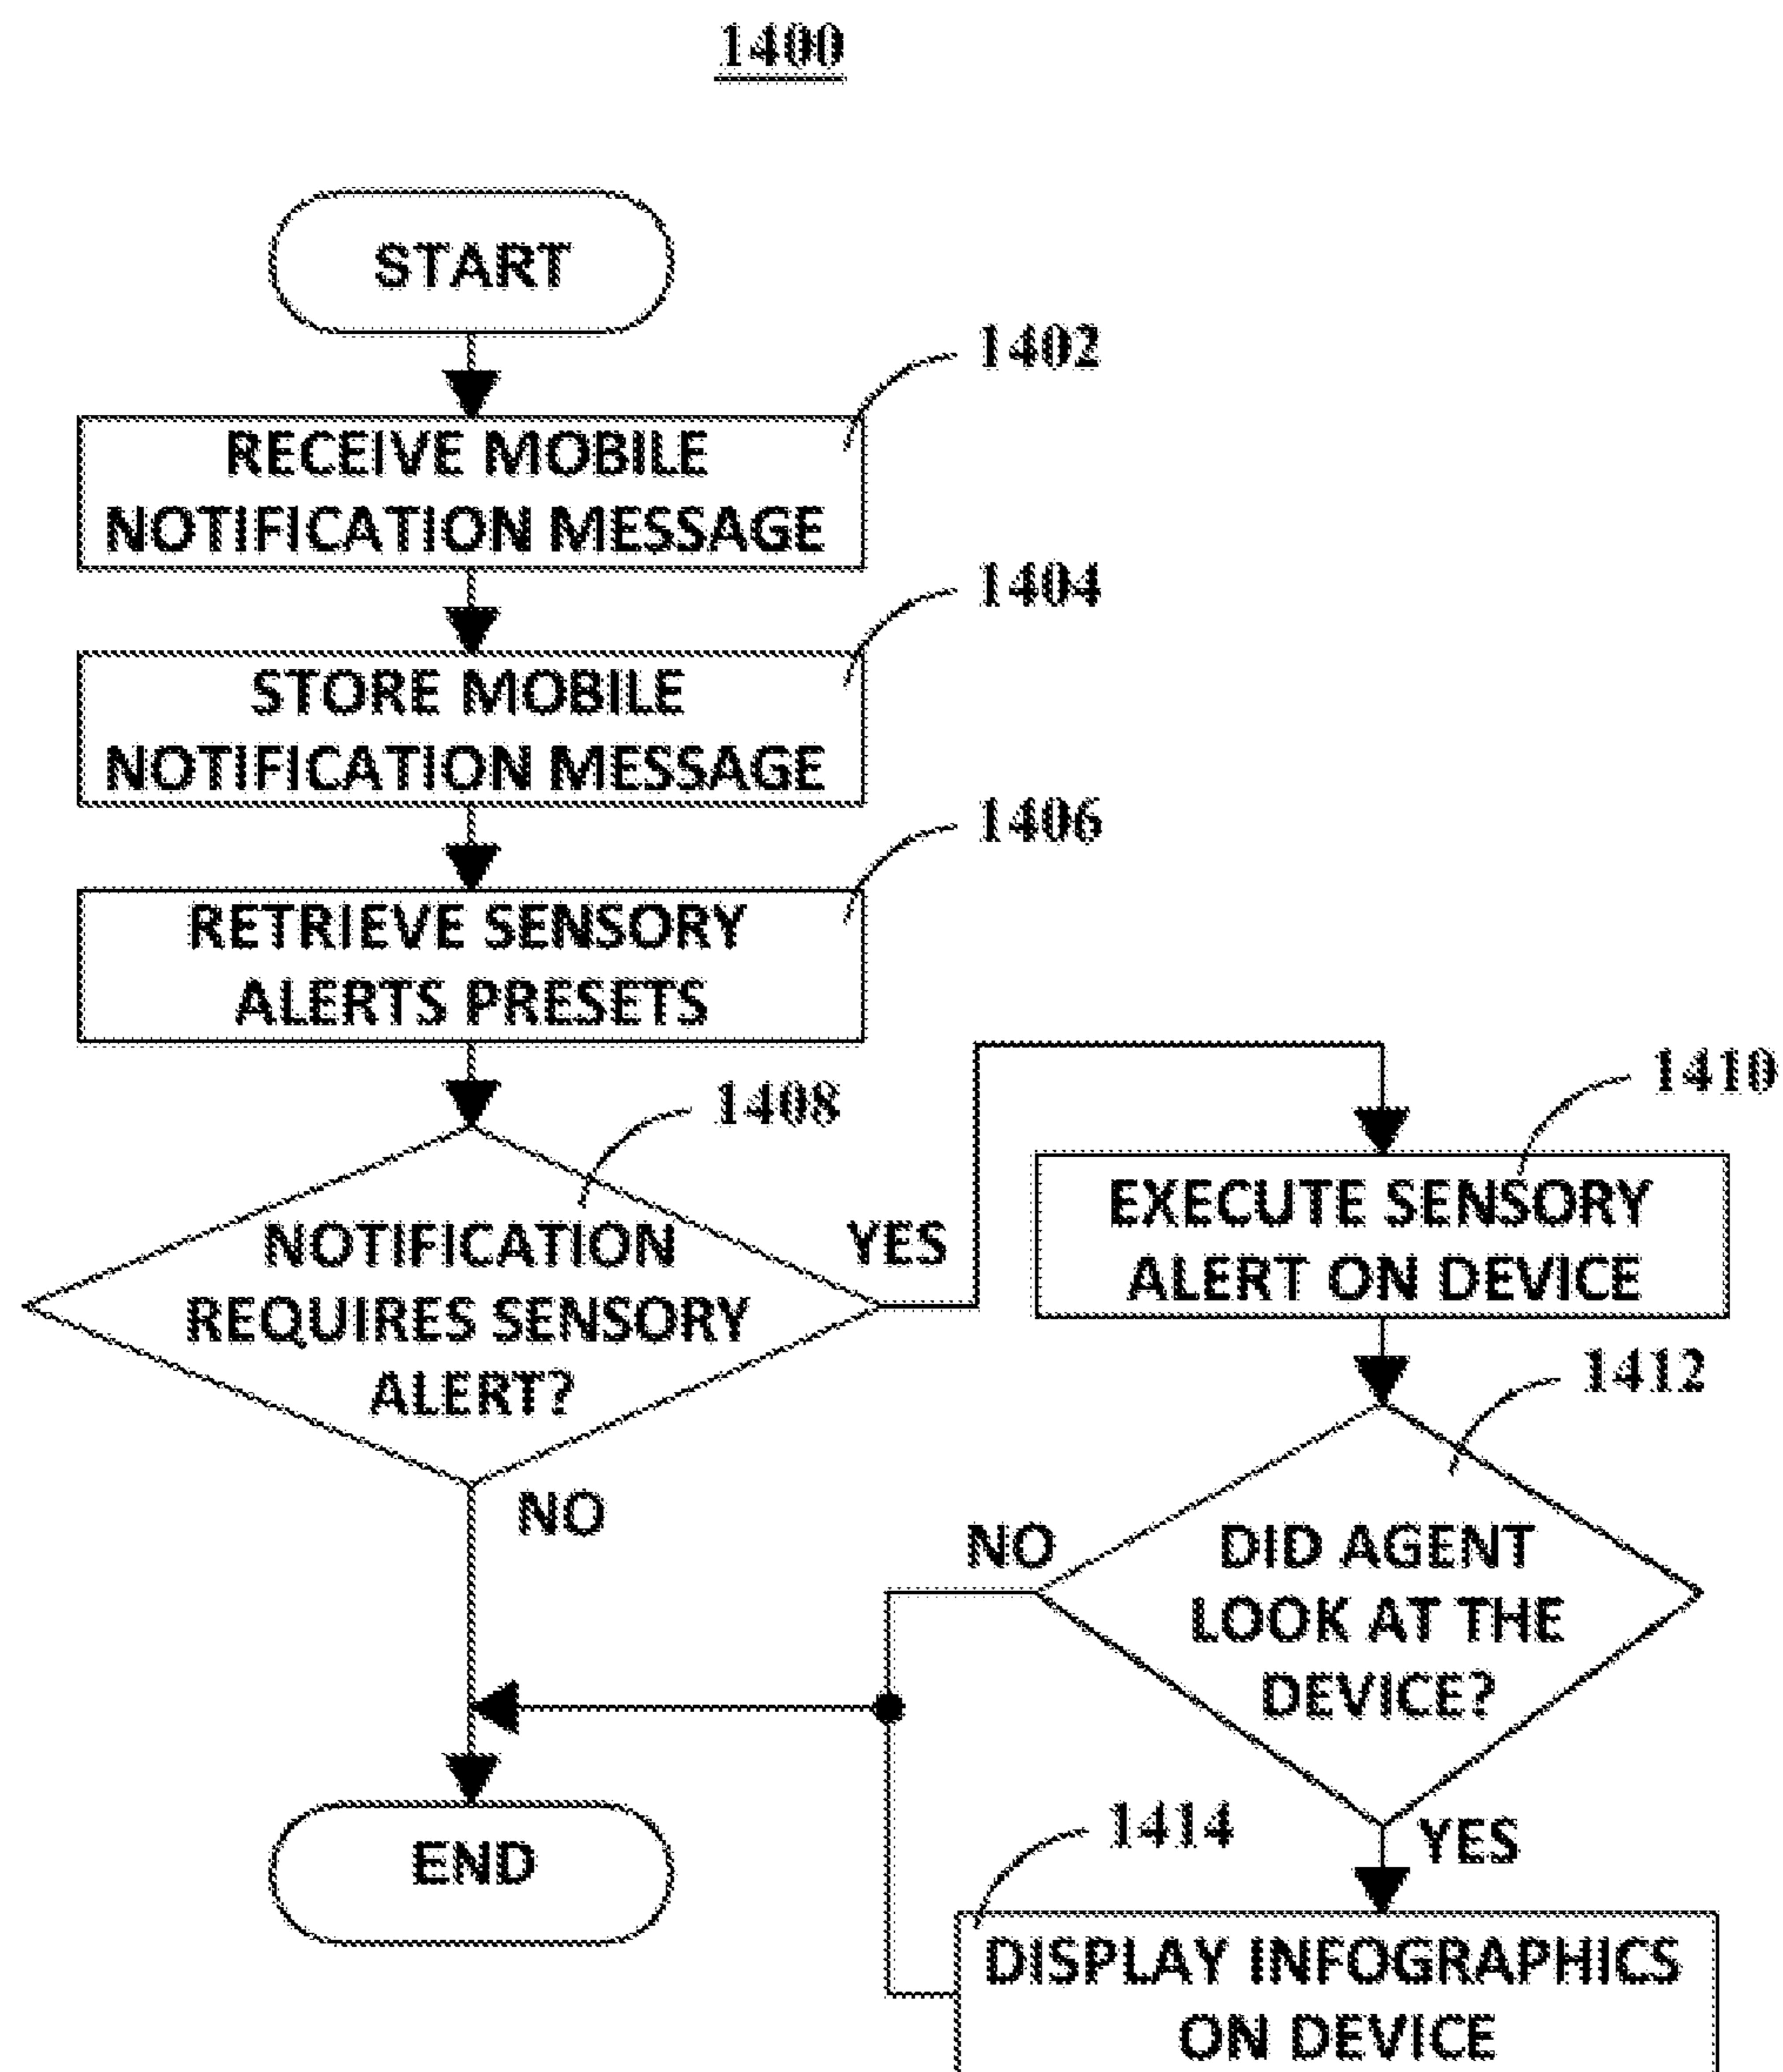 1400
START
1402
RECEIVE MOBILE
NOTIFICATION MESSAGE
1404
STORE MOBILE
NOTIFICATION MESSAGE
1406
RETRIEVE SENSORY
ALERTS PRESETS
1408
NOTIFICATION
REQUIRES SENSORY
ALERT?
YES
NO
1410
EXECUTE SENSORY
ALERT ON DEVICE
1412
DID AGENT
LOOK AT THE
DEVICE?
NO
YES
1414
DISPLAY INFOGRAPHICS
ON DEVICE
END